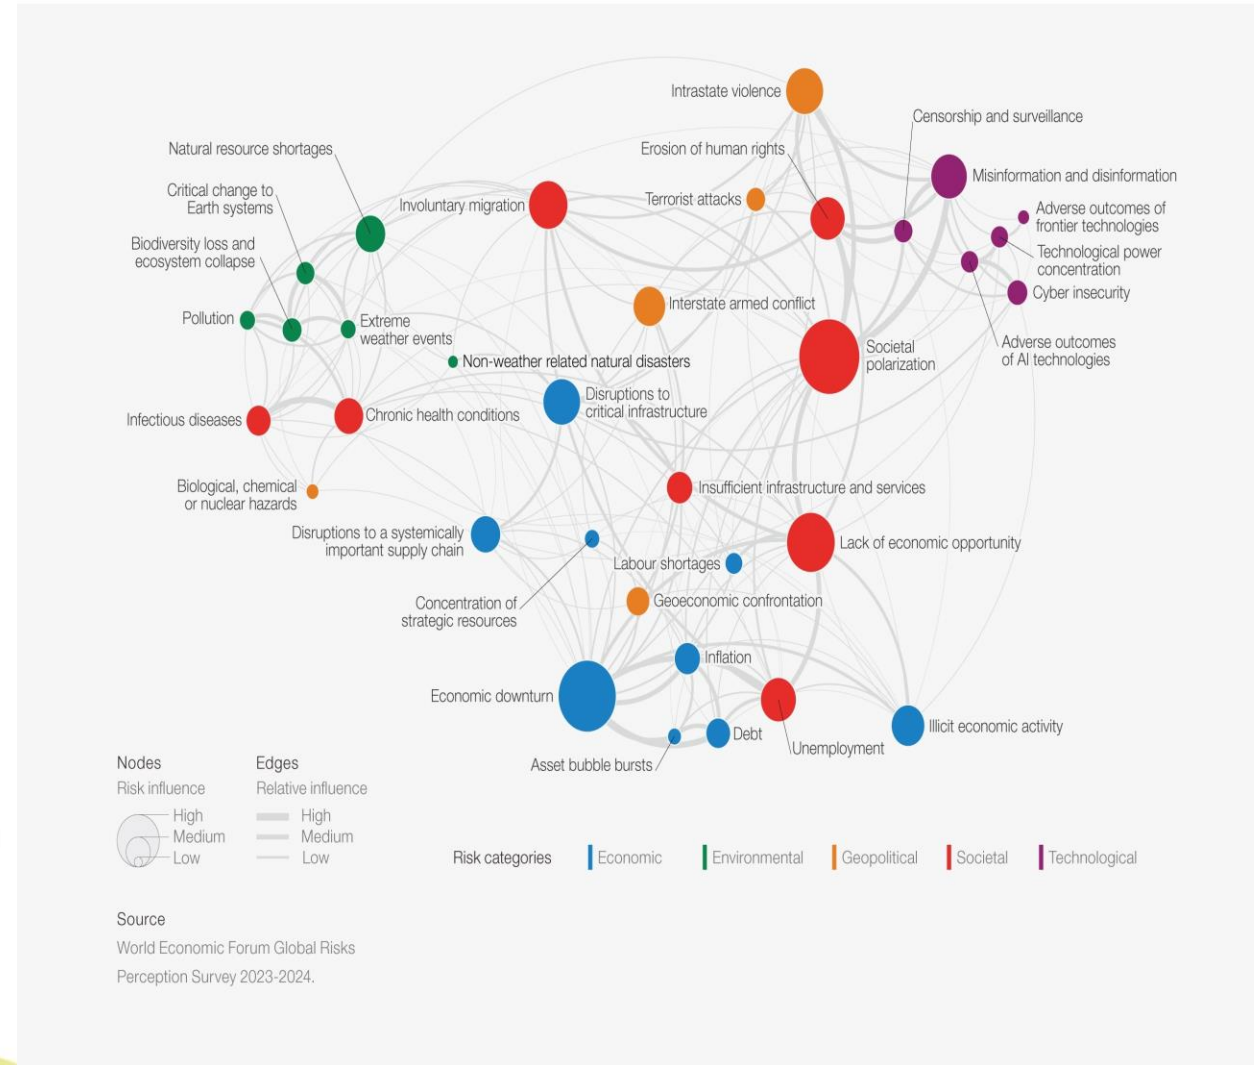 Intrastate violence
Censorship and surveillance
Natural resource shortages
Erosion of human rights
Misinformation and disinformation
Critical change to
Earth systems
Involuntary migration
Terrorist attacks
Adverse outcomes of
frontier technologies
Biodiversity loss and
ecosystem collapse
Technological power
concentration
Interstate armed conflict
Cyber insecurity
Pollution
Extreme
weather events
Societal
polarization
Adverse outcomes
of AI technologies
Non-weather related natural disasters
Disruptions to
critical infrastructure
Infectious diseases
Chronic health conditions
Biological, chemical
or nuclear hazards
Insufficient infrastructure and services
Disruptions to a systemically
important supply chain
Lack of economic opportunity
Labour shortages
Concentration of
strategic resources
Geoeconomic confrontation
Inflation
Economic downturn
Debt
Illicit economic activity
Unemployment
Asset bubble bursts
Nodes
Risk influence
High
Medium
Low
Edges
Relative influence
High
Medium
Low
Risk categories
Economic
Environmental
Geopolitical
Societal
Technological
Source
World Economic Forum Global Risks
Perception Survey 2023-2024.